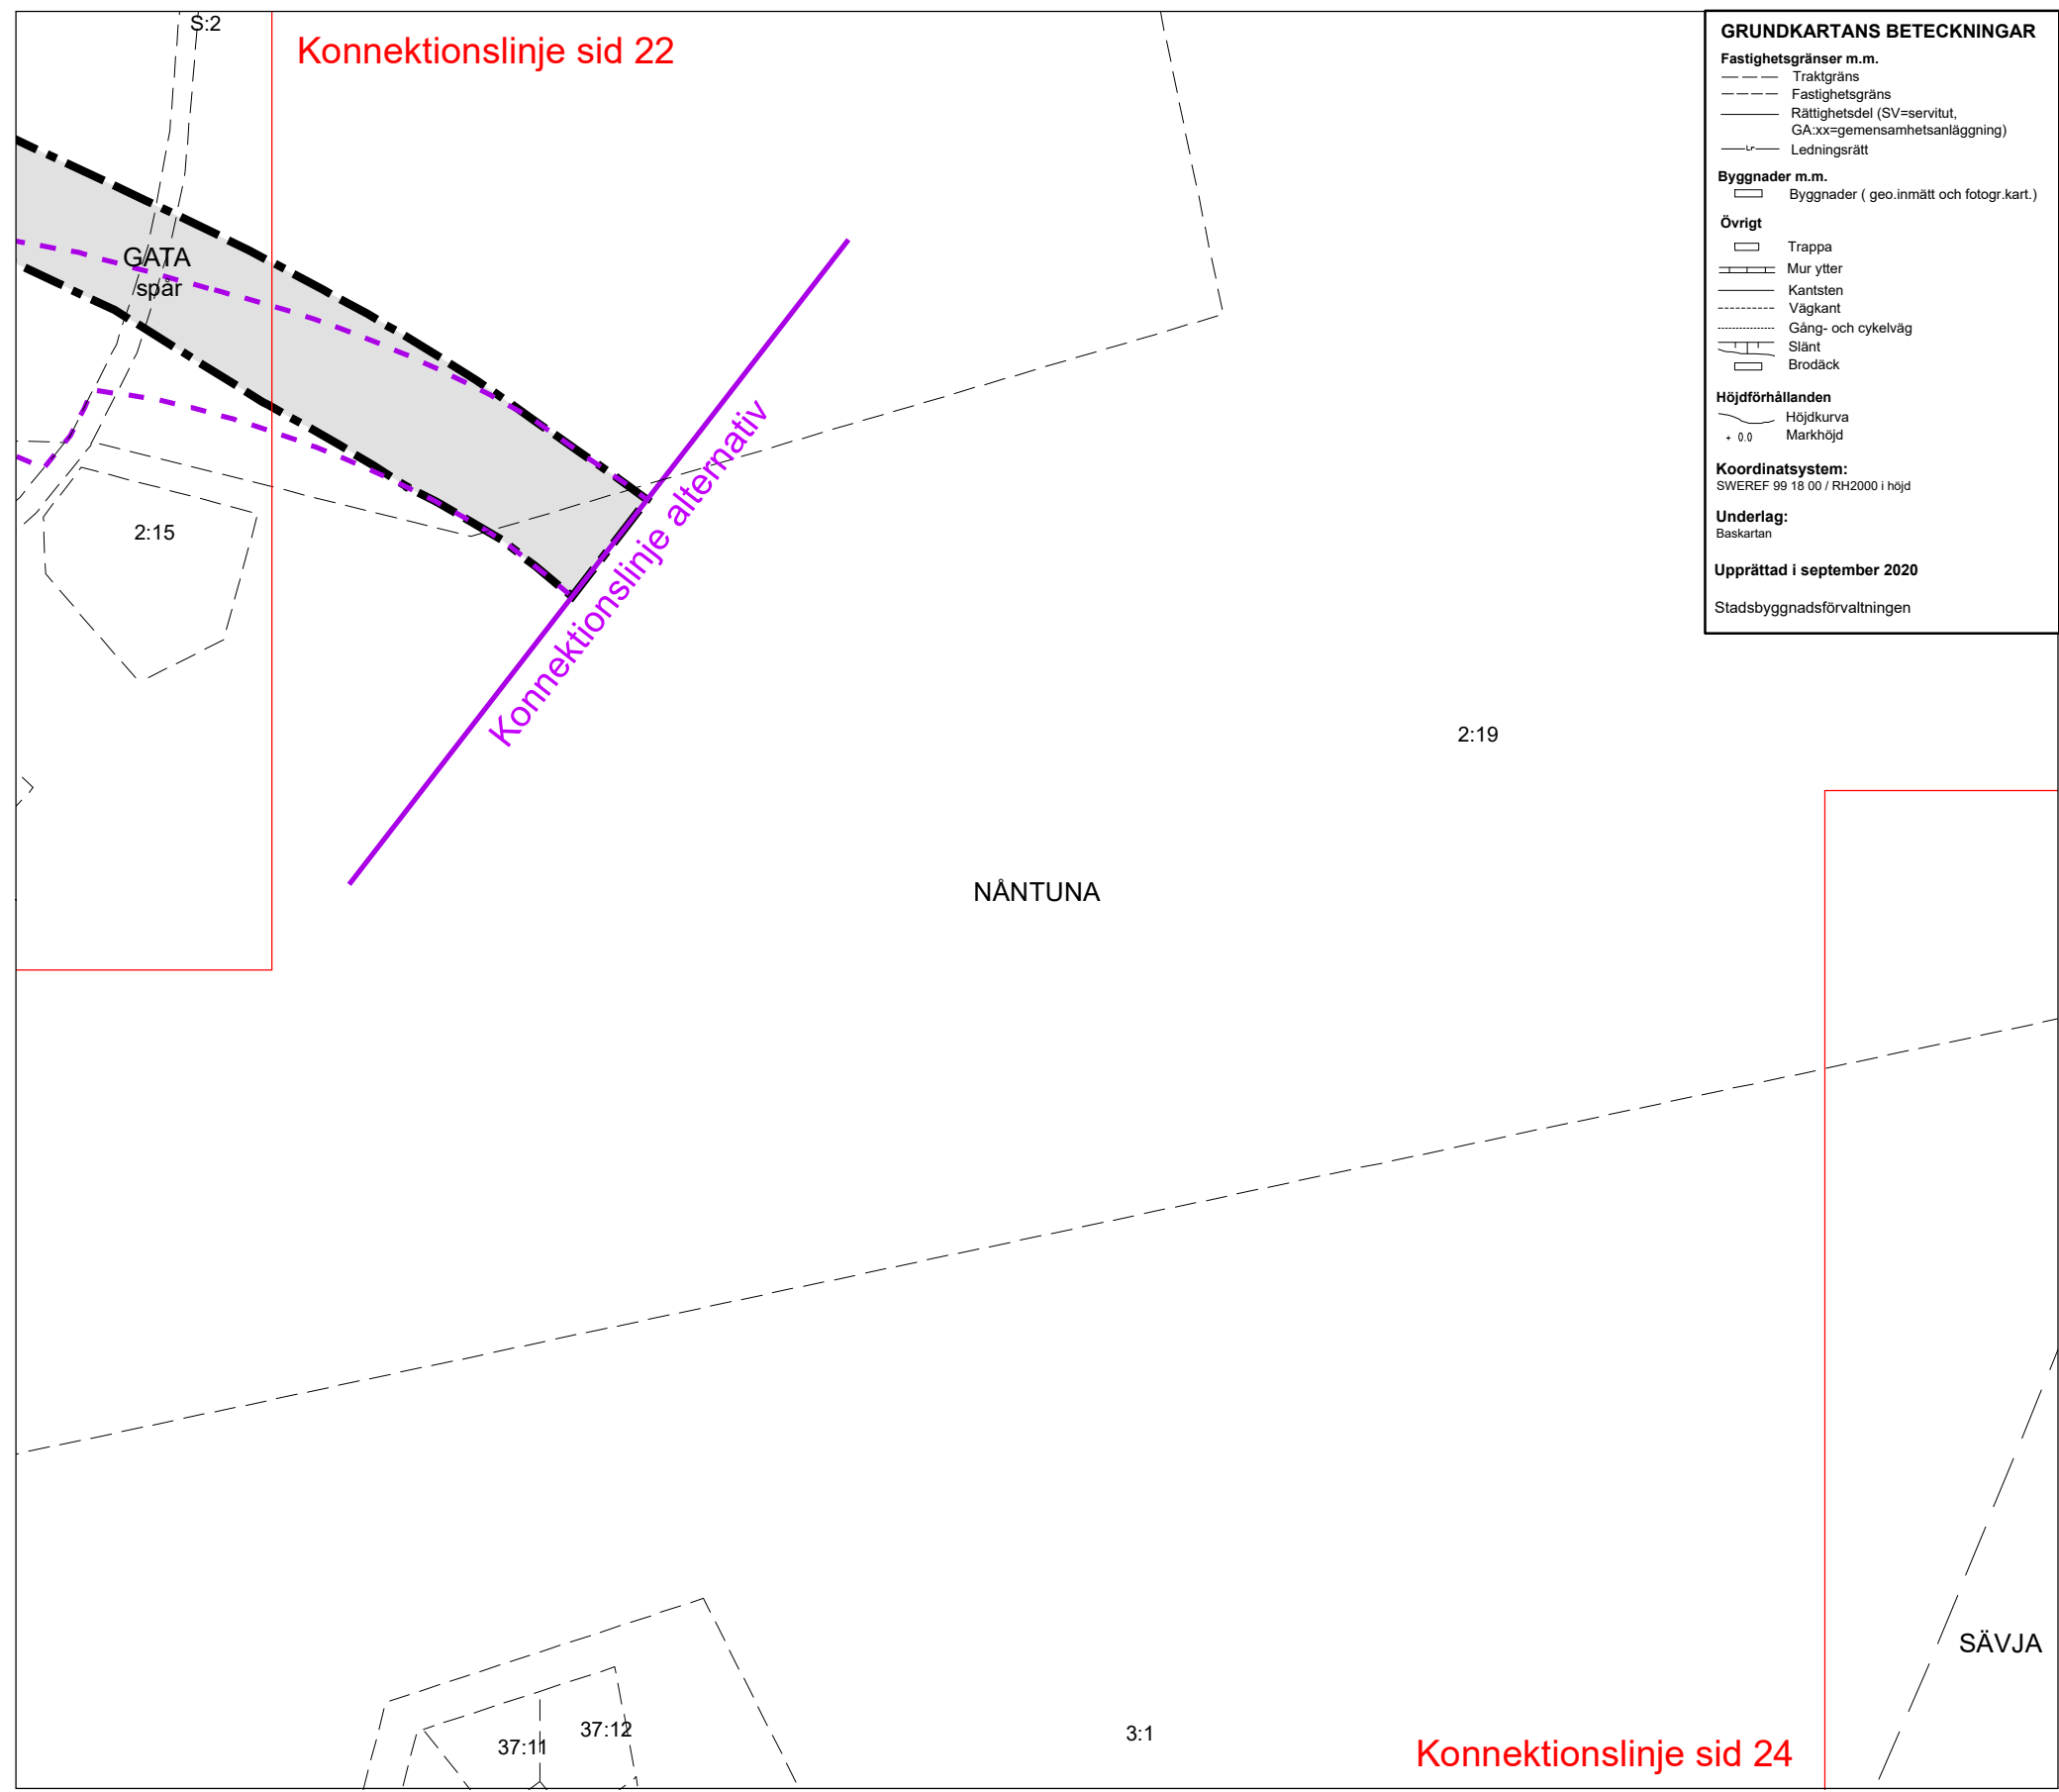 S:2
Konnektionslinje sid 22
GATA
spår
2:15
Konnektionslinje alternativ
2:19
NÅNTUNA
SÄVJA
37:11
37:12
3:1
Konnektionslinje sid 24
GRUNDKARTANS BETECKNINGAR
Fastighetsgränser m.m.
Traktgräns
Fastighetsgräns
Rättighetsdel (SV=servitut,
GA:xx=gemensamhetsanläggning)
Lr
Ledningsrätt
Byggnader m.m.
Byggnader ( geo.inmätt och fotogr.kart.)
Övrigt
Trappa
Mur ytter
Kantsten
Vägkant
Gång- och cykelväg
Slänt
Brodäck
Höjdförhållanden
Höjdkurva
+ 0.0 Markhöjd
Koordinatsystem:
SWEREF 99 18 00 / RH2000 i höjd
Underlag:
Baskartan
Upprättad i september 2020
Stadsbyggnadsförvaltningen